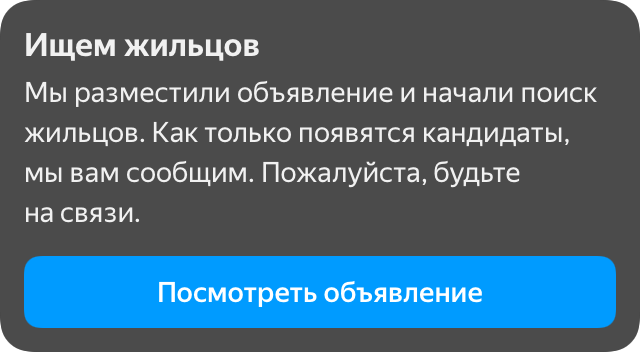 Ищем жильцов
Мы разместили объявление и начали поиск
жильцов. Как только появятся кандидаты,
мы вам сообщим. Пожалуйста, будьте
на связи.
Посмотреть объявление